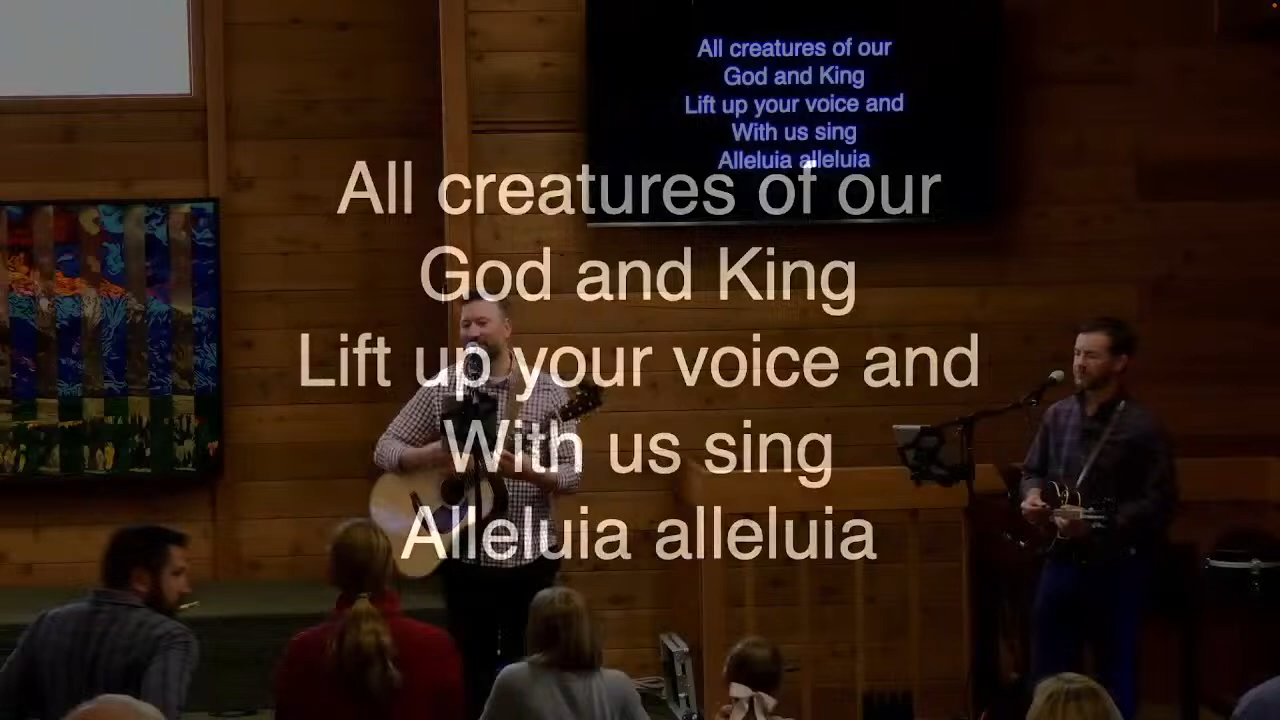 All creatures of our
God and King
Lift up your voice and
With us sing
Alleluia alleluia
All creatures of our
God and King
Lift up your voice and
With us sing
Alleluia alleluia